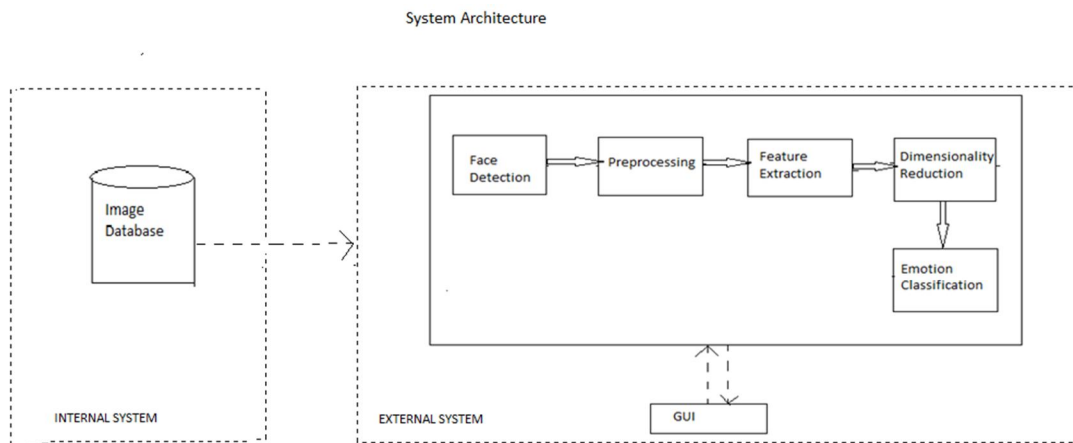 System Architecture
Image
Database
INTERNAL SYSTEM
Face
Detection
Preprocessing
Feature
Extraction
Dimensionality
Reduction
Emotion
Classification
EXTERNAL SYSTEM
GUI